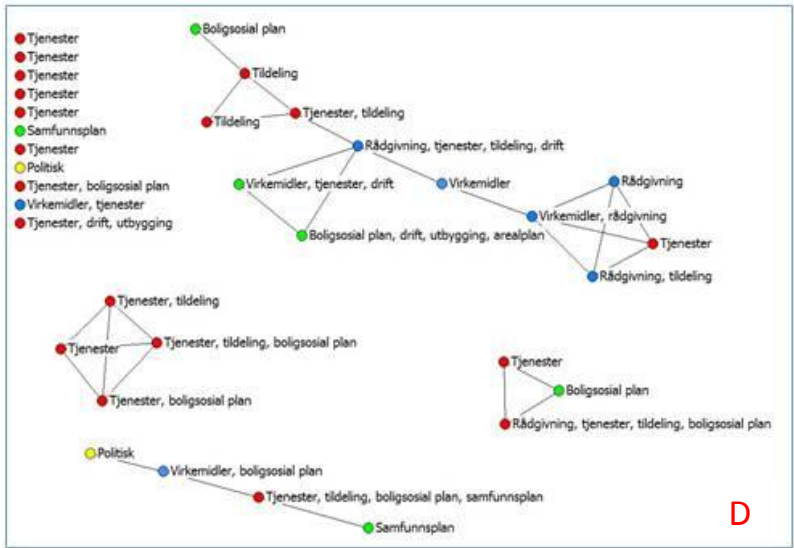 Tjenester
Tjenester
Tjenester
Tjenester
Tjenester
Samfunnsplan
Tjenester
Politisk
Tjenester, boligsosial plan
Virkemidler, tjenester
Tjenester, drift, utbygging
Boligsosial plan
Tildeling
Tjenester, tildeling
Tildeling
Rådgivning, tjenester, tildeling, drift
Virkemidler, tjenester, drift
Virkemidler
Rådgivning
Virkemidler, rådgivning
Boligsosial plan, drift, utbygging, arealplan
Tjenester
Rådgivning, tildeling
Tjenester, tildeling
Tjenester
Tjenester, tildeling, boligsosial plan
Tjenester, boligsosial plan
Tjenester
Boligsosial plan
Rådgivning, tjenester, tildeling, boligsosial plan
Politisk
Virkemidler, boligsosial plan
Tjenester, tildeling, boligsosial plan, samfunnsplan
Samfunnsplan
D